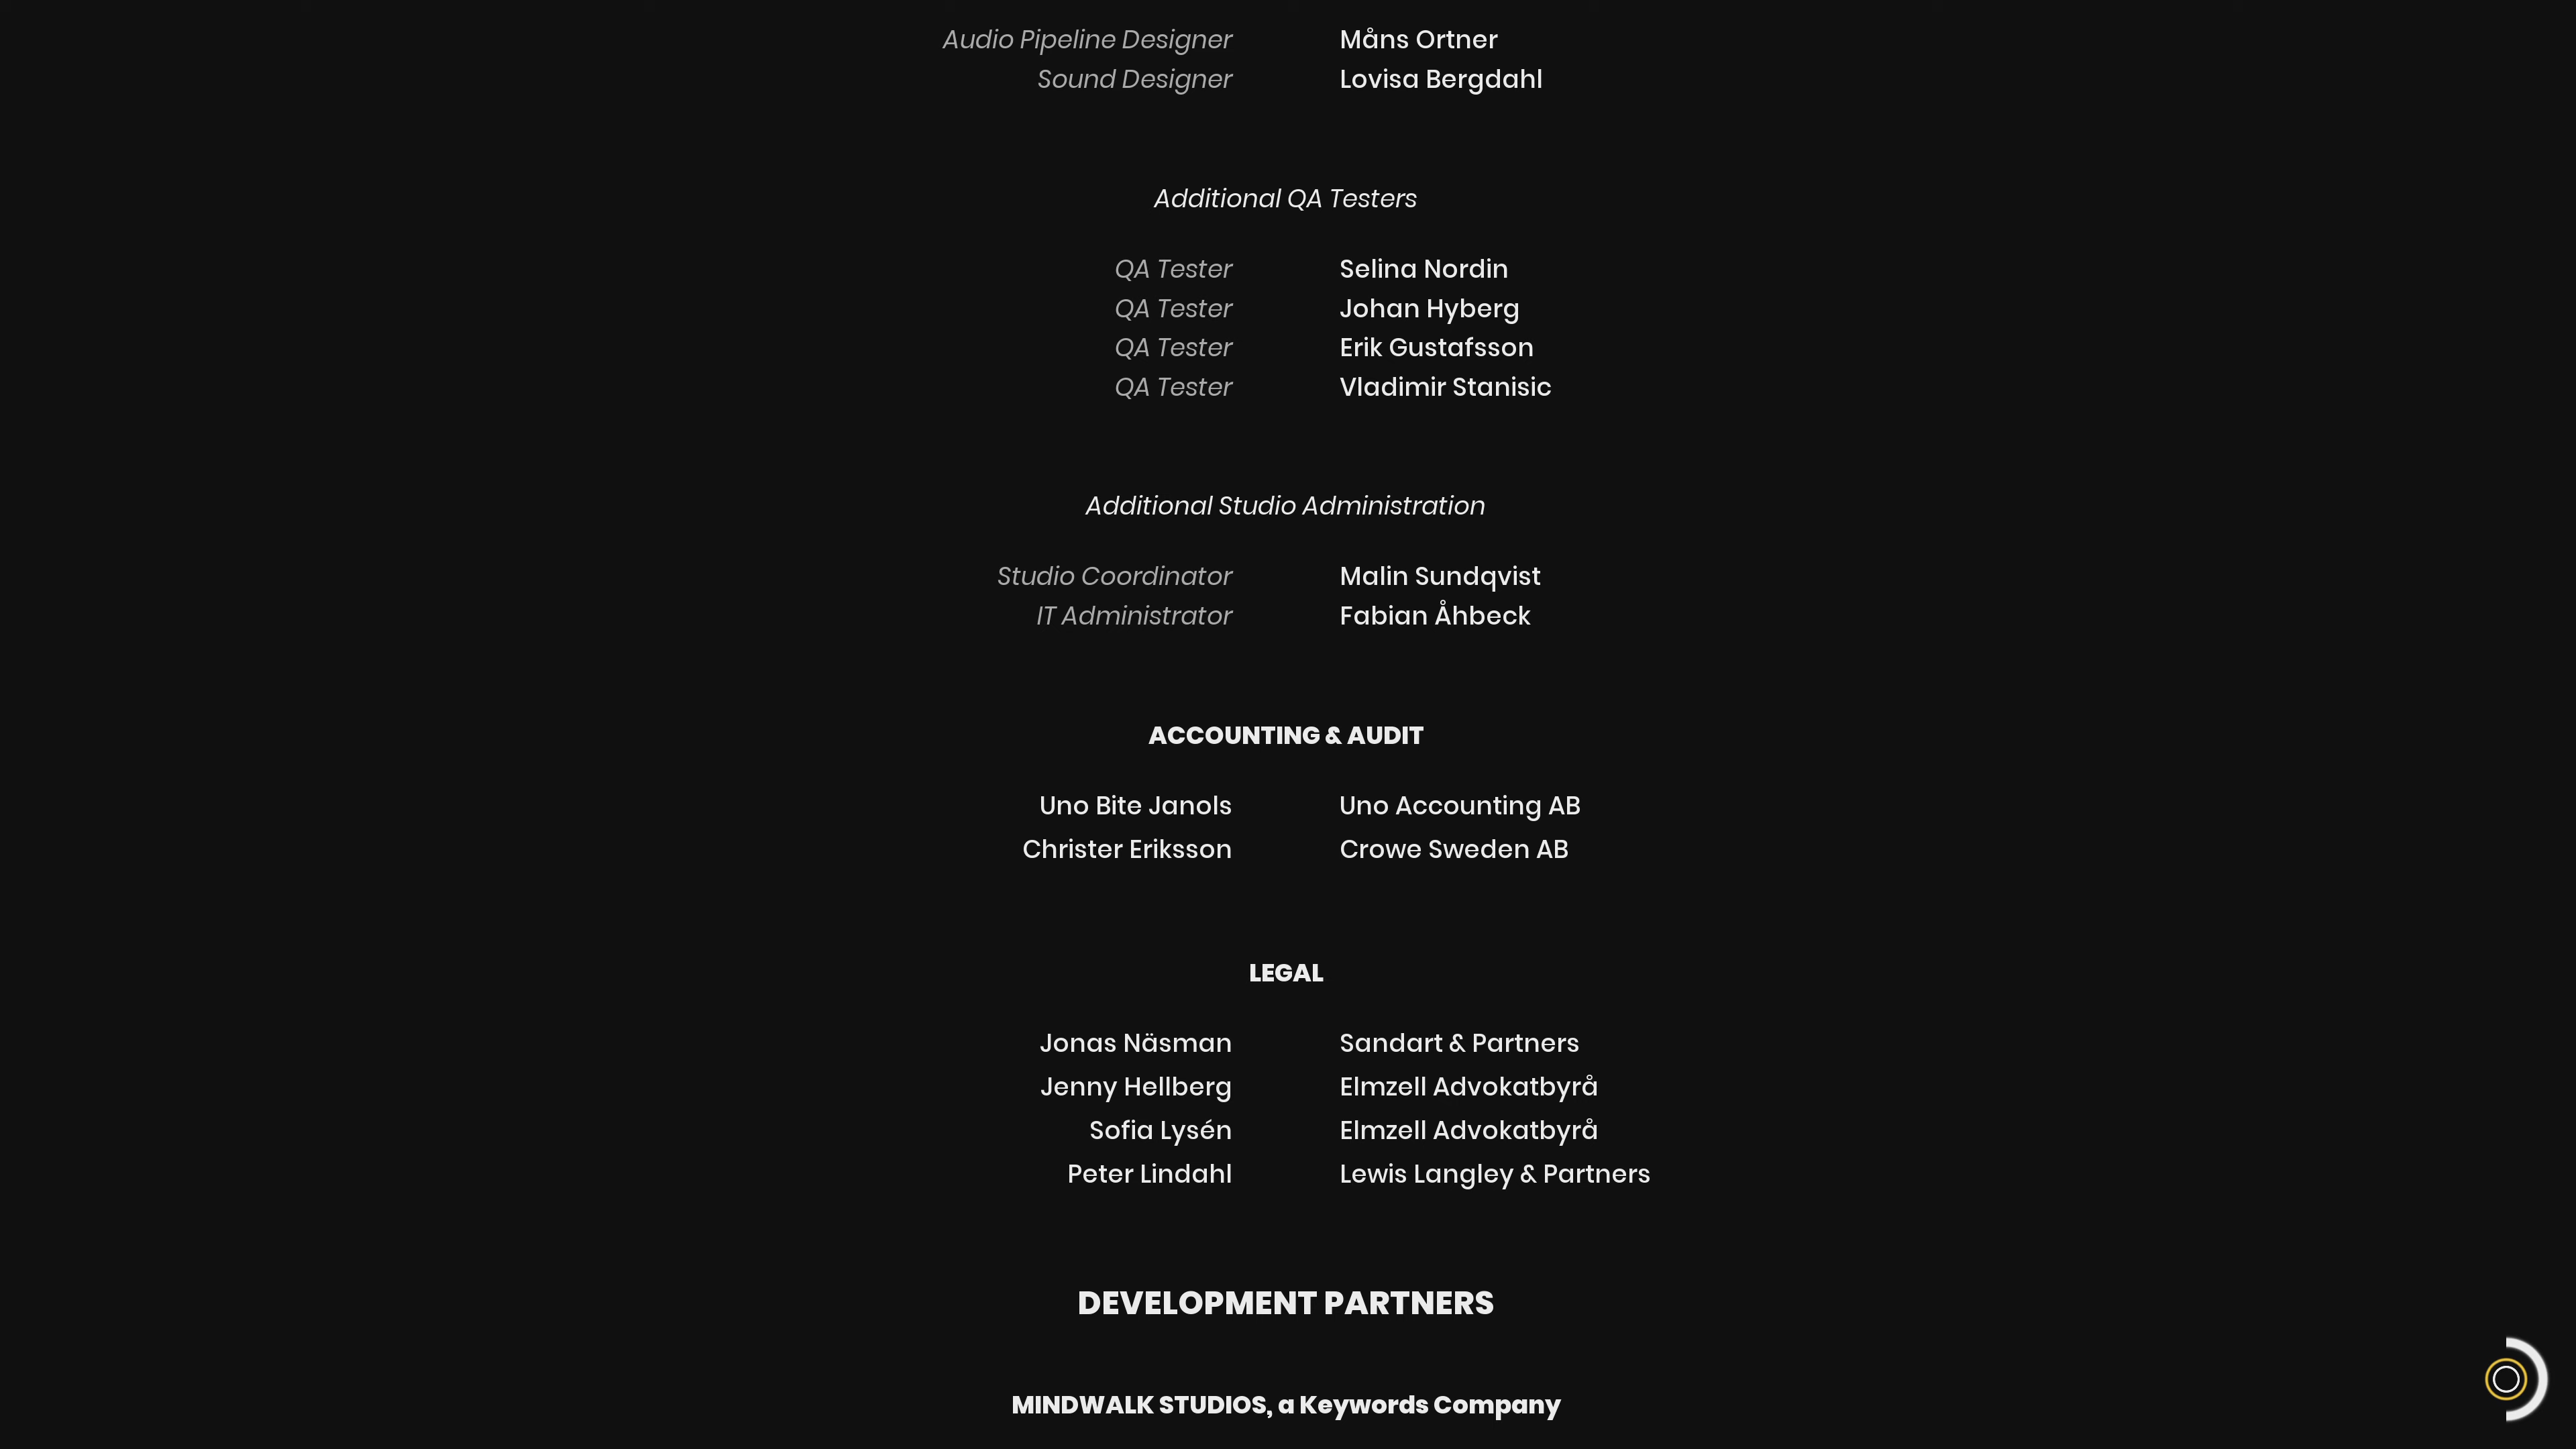 Audio Pipeline Designer Måns Ortner
Sound Designer Lovisa Bergdahl
Additional QA Testers
QA Tester Selina Nordin
QA Tester Johan Hyberg
QA Tester Erik Gustafsson
QA Tester Vladimir Stanisic
Additional Studio Administration
Studio Coordinator Malin Sundqvist
IT Administrator Fabian Åhbeck
ACCOUNTING & AUDIT
Uno Bite Janols Uno Accounting AB
Christer Eriksson Crowe Sweden AB
LEGAL
Jonas Näsman Sandart & Partners
Jenny Hellberg Elmzell Advokatbyrå
Sofia Lysén Elmzell Advokatbyrå
Peter Lindahl Lewis Langley & Partners
DEVELOPMENT PARTNERS
MINDWALK STUDIOS, a Keywords Company